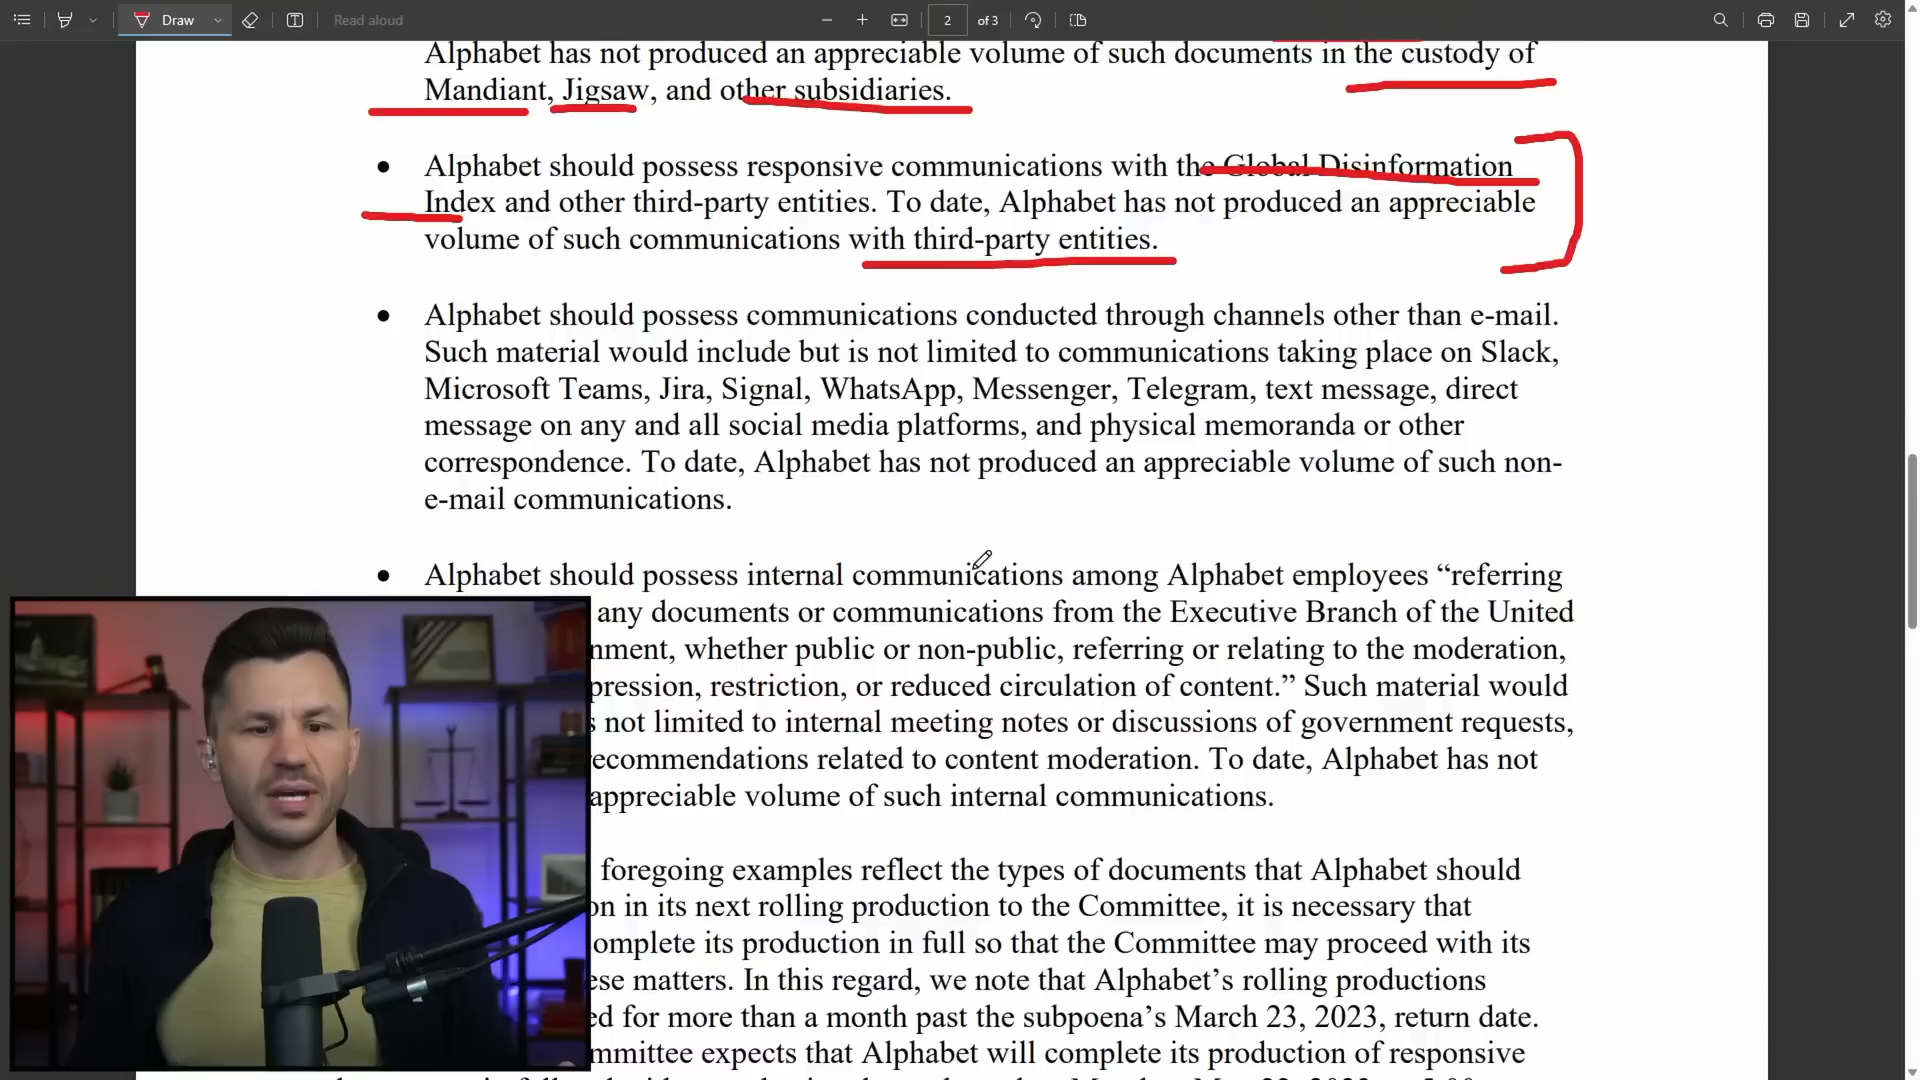 Draw
Read aloud
2 of 3
Alphabet has not produced an appreciable volume of such documents in the custody of
Mandiant, Jigsaw, and other subsidiaries.
• Alphabet should possess responsive communications with the Global Disinformation
Index and other third-party entities. To date, Alphabet has not produced an appreciable
volume of such communications with third-party entities.
• Alphabet should possess communications conducted through channels other than e-mail.
Such material would include but is not limited to communications taking place on Slack,
Microsoft Teams, Jira, Signal, WhatsApp, Messenger, Telegram, text message, direct
message on any and all social media platforms, and physical memoranda or other
correspondence. To date, Alphabet has not produced an appreciable volume of such non-
e-mail communications.
• Alphabet should possess internal communications among Alphabet employees “referring
any documents or communications from the Executive Branch of the United
nment, whether public or non-public, referring or relating to the moderation,
pression, restriction, or reduced circulation of content.” Such material would
s not limited to internal meeting notes or discussions of government requests,
recommendations related to content moderation. To date, Alphabet has not
appreciable volume of such internal communications.
foregoing examples reflect the types of documents that Alphabet should
on in its next rolling production to the Committee, it is necessary that
omplete its production in full so that the Committee may proceed with its
ese matters. In this regard, we note that Alphabet’s rolling productions
ed for more than a month past the subpoena’s March 23, 2023, return date.
mmittee expects that Alphabet will complete its production of responsive